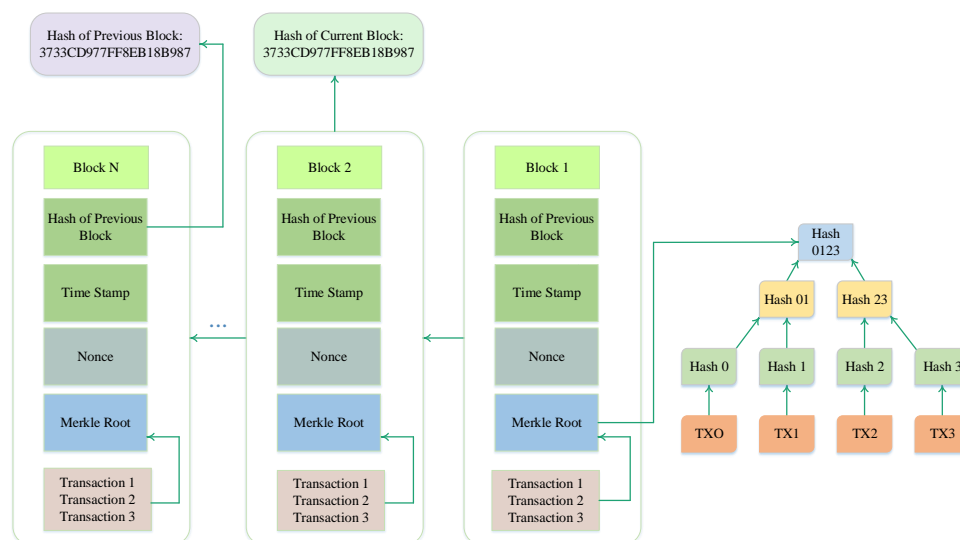 Hash of Previous Block:
3733CD977FF8EB18B987
Hash of Current Block:
3733CD977FF8EB18B987
Block N
Hash of Previous
Block
Time Stamp
Nonce
Merkle Root
Transaction 1
Transaction 2
Transaction 3
...
Block 2
Hash of Previous
Block
Time Stamp
Nonce
Merkle Root
Transaction 1
Transaction 2
Transaction 3
Block 1
Hash of Previous
Block
Time Stamp
Nonce
Merkle Root
Transaction 1
Transaction 2
Transaction 3
Hash
0123
Hash 01
Hash 23
Hash 0
Hash 1
Hash 2
Hash 3
TXO
TX1
TX2
TX3